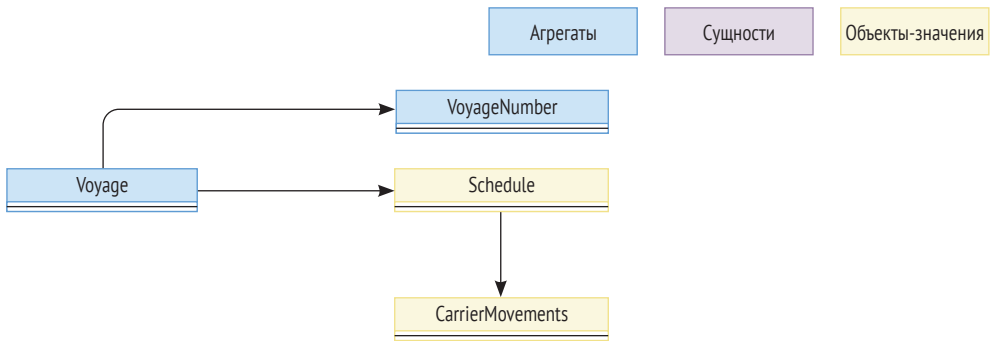 Агрегаты
Сущности
Объекты-значения
VoyageNumber
Voyage
Schedule
CarrierMovements